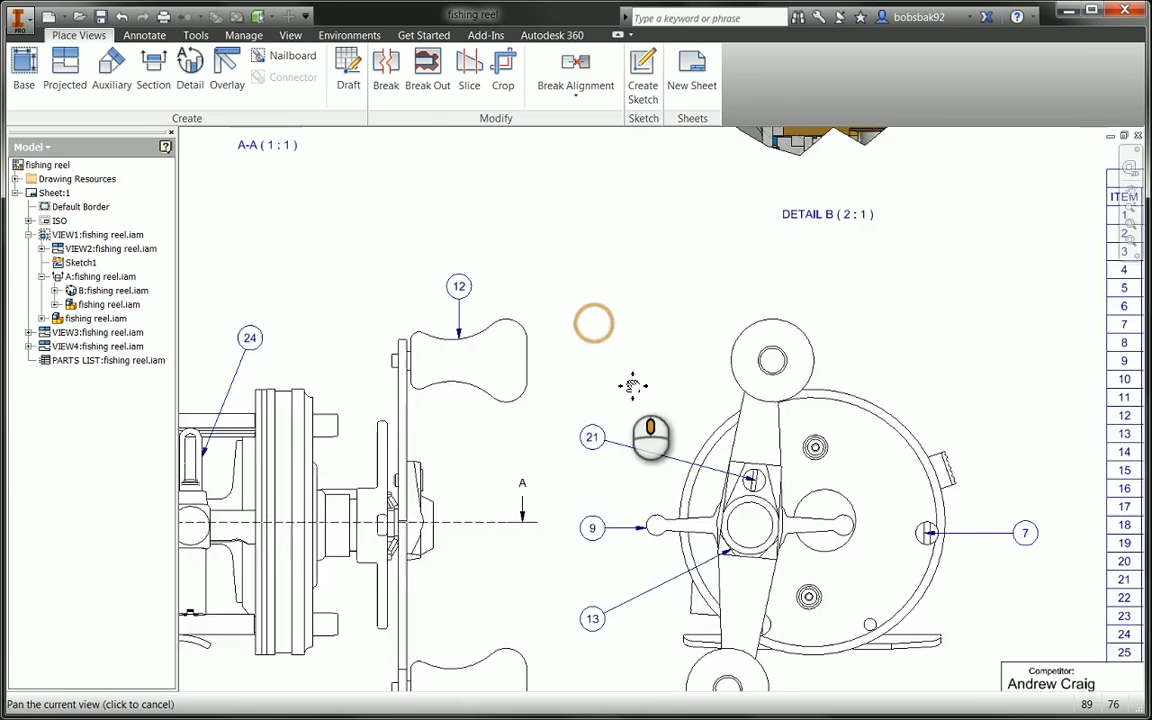 PRO
fishing reel
Type a keyword or phrase
bobsbak92
Place Views Annotate Tools Manage View Environments Get Started Add-Ins Autodesk 360
Base
Projected
Auxiliary
Section
Detail
Overlay
Nailboard
Connector
Draft
Break
Break Out
Slice
Crop
Break Alignment
Create
Sketch
New Sheet
Create
Modify
Sketch
Sheets
Model
fishing reel
Drawing Resources
Sheet:1
Default Border
ISO
VIEW1:fishing reel.iam
VIEW2:fishing reel.iam
Sketch1
A:fishing reel.iam
B:fishing reel.iam
fishing reel.iam
fishing reel.iam
VIEW3:fishing reel.iam
VIEW4:fishing reel.iam
PARTS LIST:fishing reel.iam
A-A ( 1 : 1 )
DETAIL B ( 2 : 1 )
12
24
A
21
9
13
7
ITEM
1
2
3
4
5
6
7
8
9
10
11
12
13
14
15
16
17
18
19
20
21
22
23
24
25
Competitor:
Andrew Craig
Pan the current view (click to cancel)
89 76